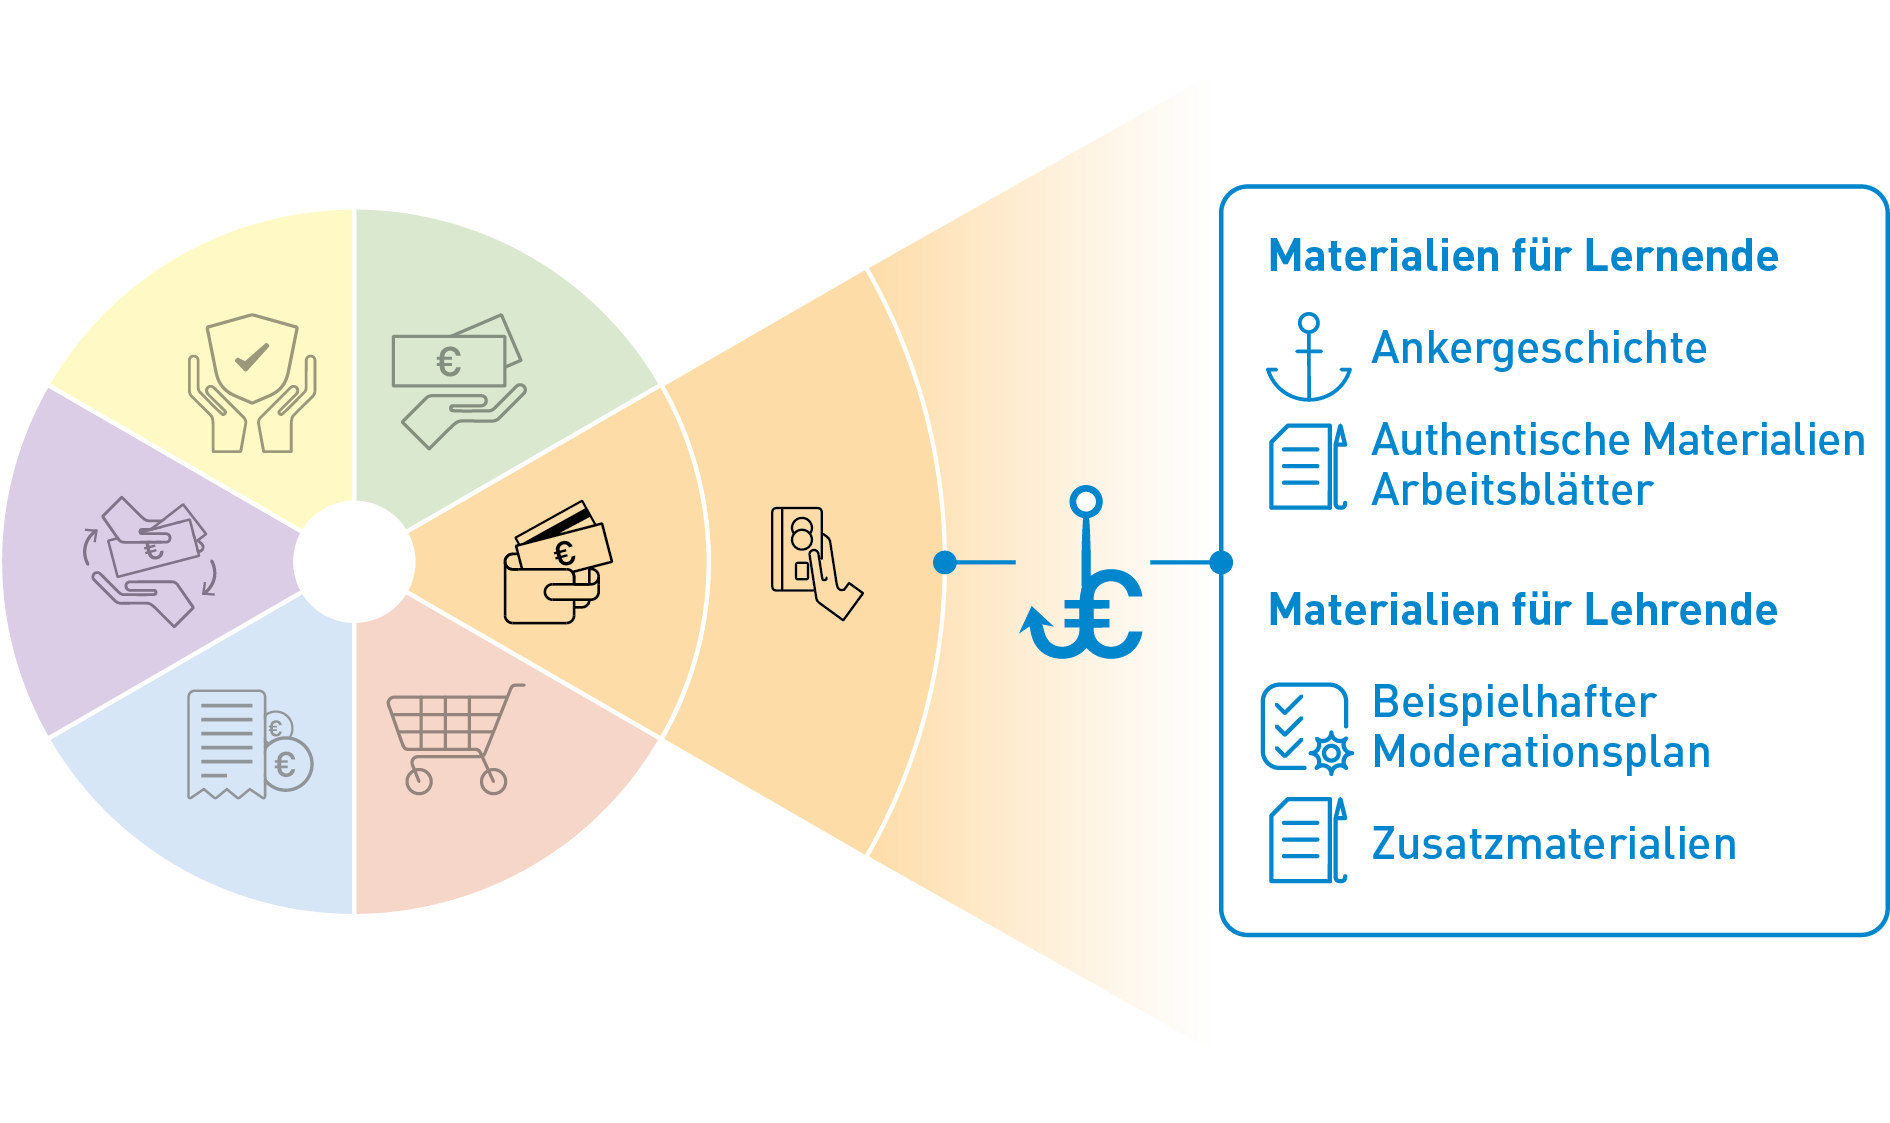 Materialien für Lernende
Ankergeschichte
Authentische Materialien
Arbeitsblätter
Materialien für Lehrende
Beispielhafter
Moderationsplan
Zusatzmaterialien
€
€
€
€
€